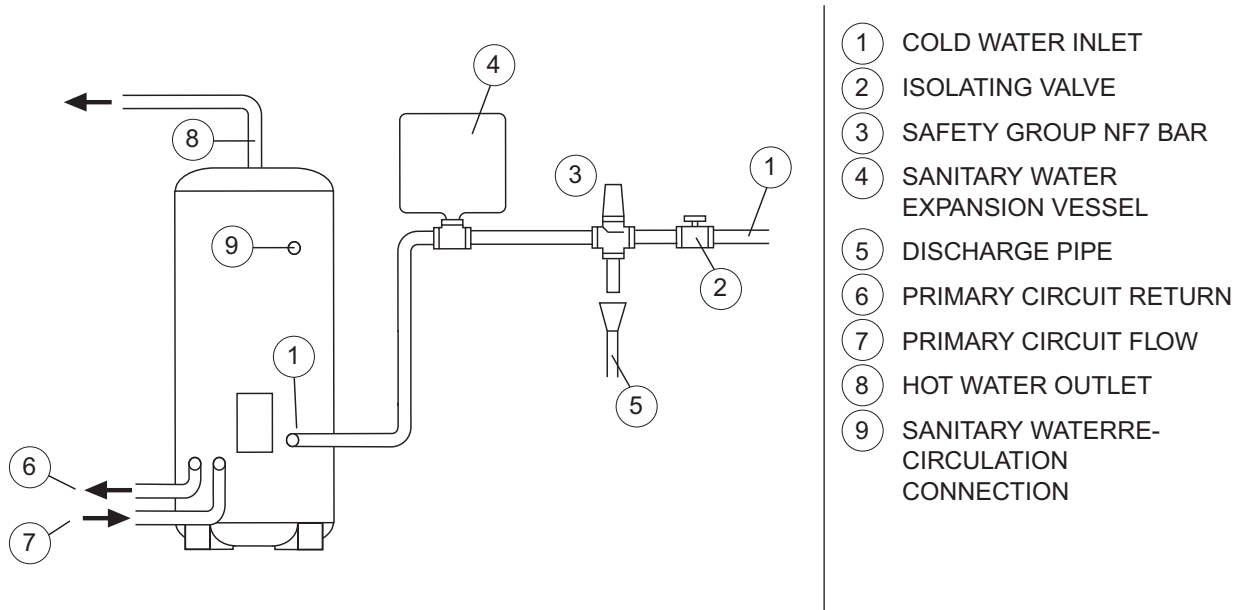 4
8
3
1
9
2
1
5
6
7
1 COLD WATER INLET
2 ISOLATING VALVE
3 SAFETY GROUP NF7 BAR
4 SANITARY WATER
EXPANSION VESSEL
5 DISCHARGE PIPE
6 PRIMARY CIRCUIT RETURN
7 PRIMARY CIRCUIT FLOW
8 HOT WATER OUTLET
9 SANITARY WATERRE-
CIRCULATION
CONNECTION